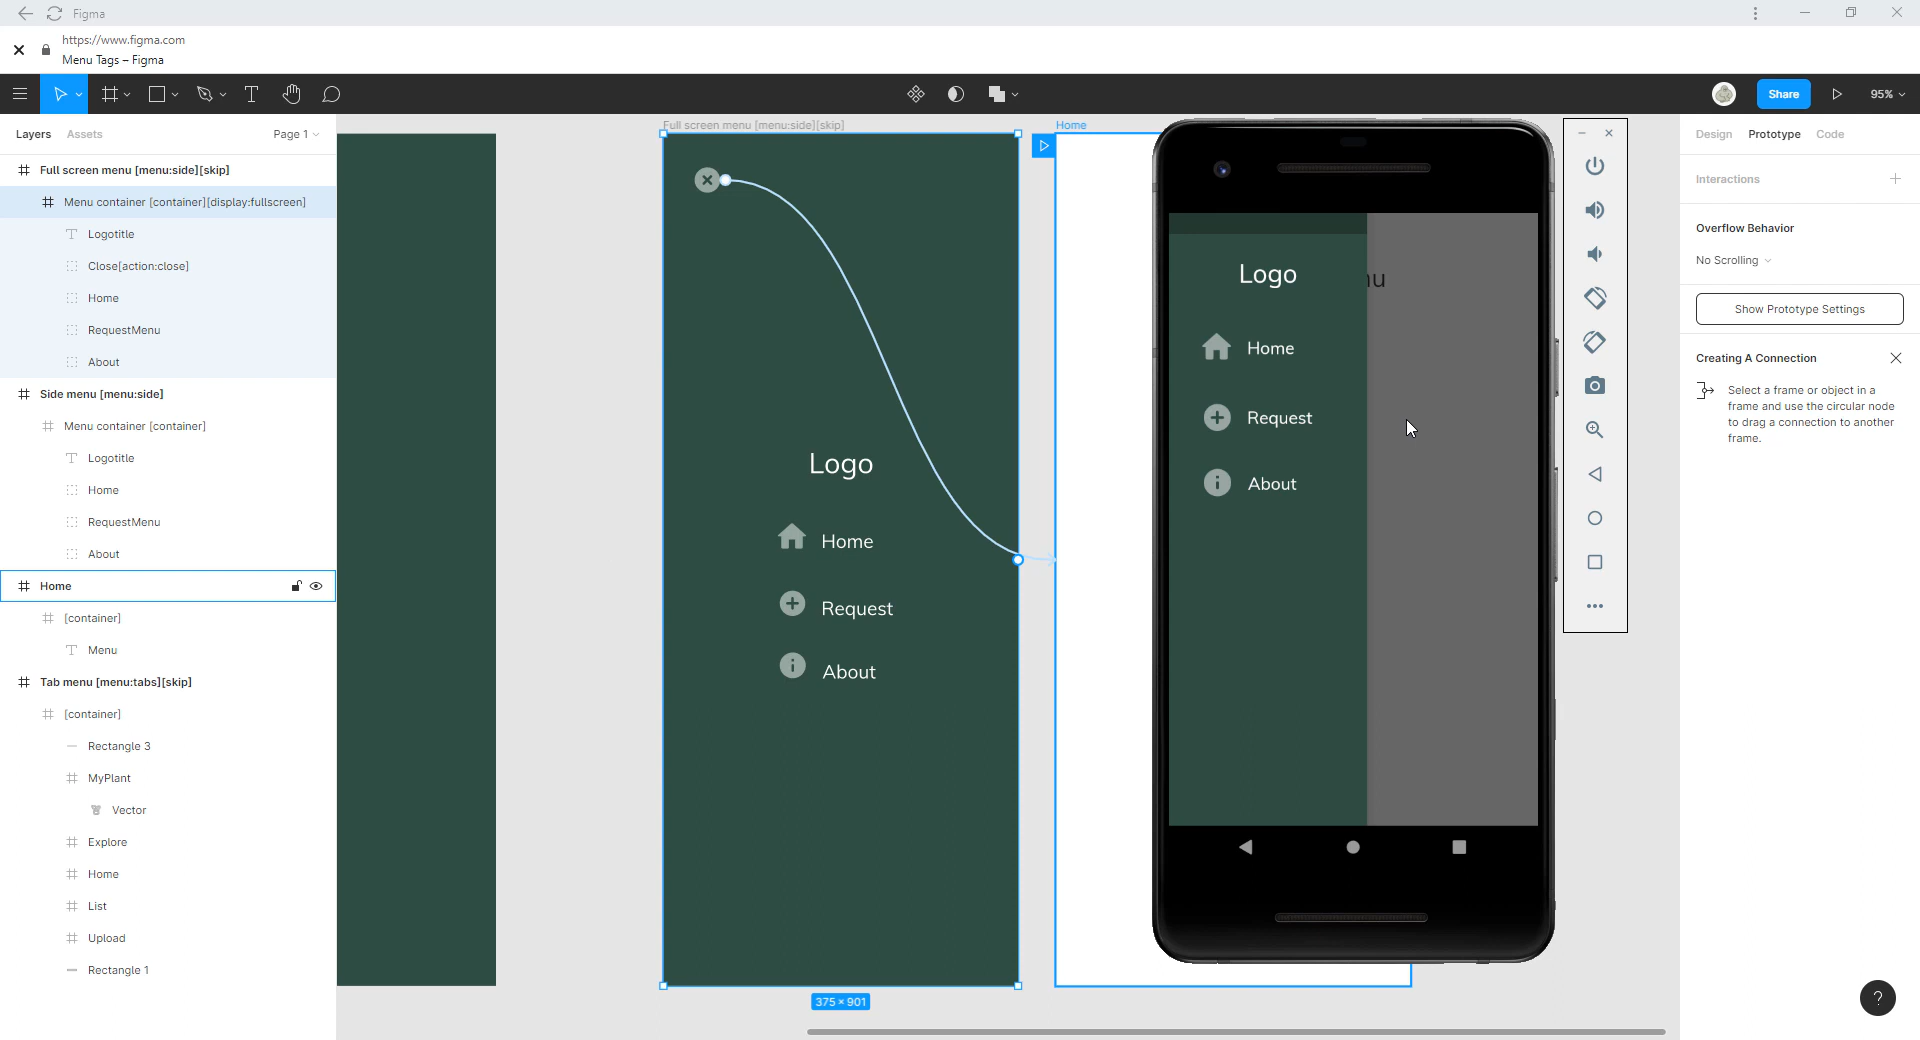 Figma
https://www.figma.com
Menu Tags – Figma
Share
95%
Layers
Assets
Page 1
Full screen menu [menu:side][skip]
Menu container [container][display:fullscreen]
Logotitle
Close[action:close]
Home
RequestMenu
About
Side menu [menu:side]
Menu container [container]
Logotitle
Home
RequestMenu
About
Home
[container]
Menu
Tab menu [menu:tabs][skip]
[container]
Rectangle 3
MyPlant
Vector
Explore
Home
List
Upload
Rectangle 1
Full screen menu [menu:side][skip]
Logo
Home
Request
About
375 × 901
Home
Logo
nu
Home
Request
About
Design
Prototype
Code
Interactions
Overflow Behavior
No Scrolling
Show Prototype Settings
Creating A Connection
Select a frame or object in a
frame and use the circular node
to drag a connection to another
frame.
?